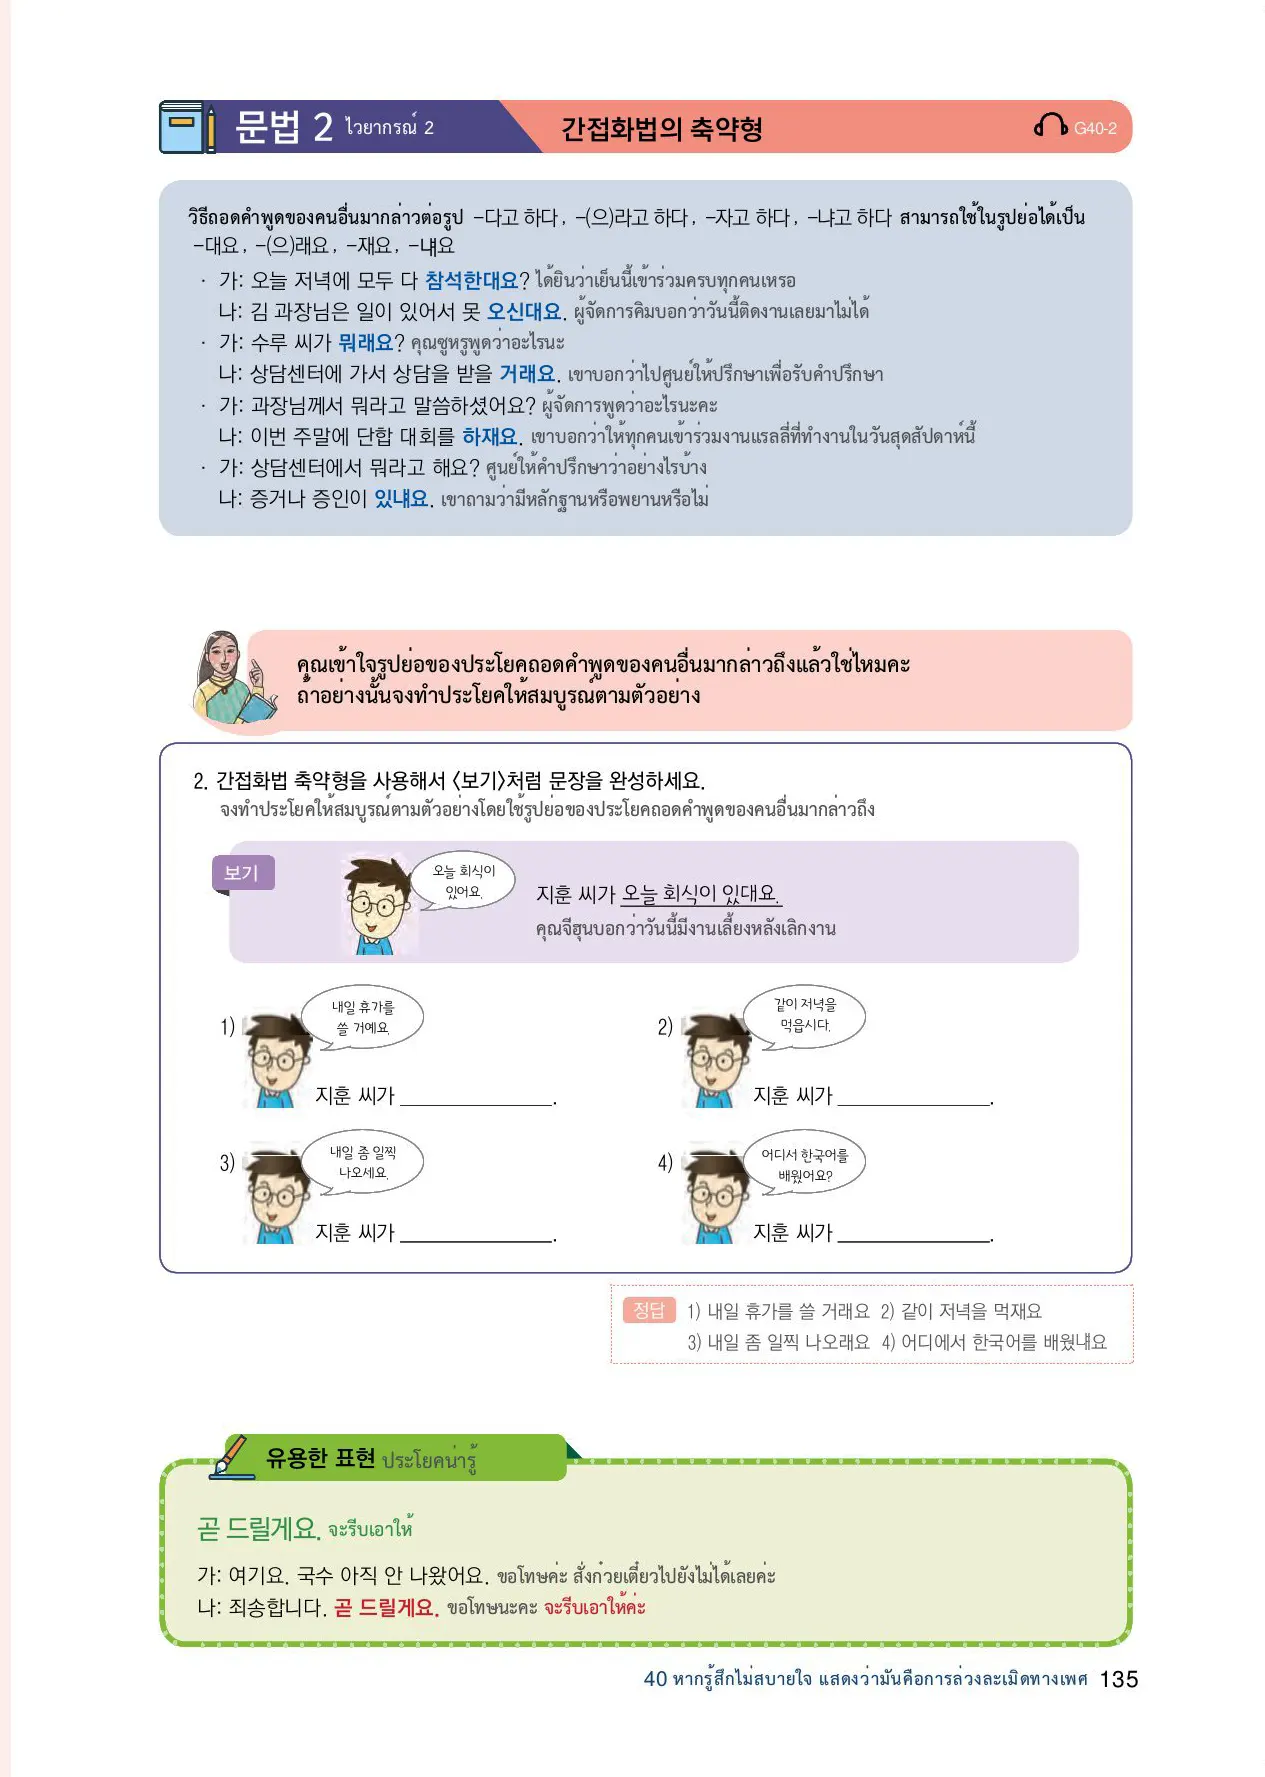 문법 2 ไวยากรณ์ 2
간접화법의 축약형
G40-2
วิธีถอดคำพูดของคนอื่นมากล่าวต่อรูป -다고 하다, -(으)라고 하다, -자고 하다, -냐고 하다 สามารถใช้ในรูปย่อได้เป็น
-대요, -(으)래요, -재요, -냬요
· 가: 오늘 저녁에 모두 다 참석한대요? ได้ยินว่าเย็นนี้เข้าร่วมครบทุกคนเหรอ
나: 김 과장님은 일이 있어서 못 오신대요. ผู้จัดการคิมบอกว่าวันนี้ติดงานเลยมาไม่ได้
· 가: 수루 씨가 뭐래요? คุณซูหรูพูดว่าอะไรนะ
나: 상담센터에 가서 상담을 받을 거래요. เขาบอกว่าไปศูนย์ให้ปรึกษาเพื่อรับคำปรึกษา
· 가: 과장님께서 뭐라고 말씀하셨어요? ผู้จัดการพูดว่าอะไรนะคะ
나: 이번 주말에 단합 대회를 하재요. เขาบอกว่าให้ทุกคนเข้าร่วมงานแรลลี่ที่ทำงานในวันสุดสัปดาห์นี้
· 가: 상담센터에서 뭐라고 해요? ศูนย์ให้คำปรึกษาว่าอย่างไรบ้าง
나: 증거나 증인이 있냬요. เขาถามว่ามีหลักฐานหรือพยานหรือไม่
คุณเข้าใจรูปย่อของประโยคถอดคำพูดของคนอื่นมากล่าวถึงแล้วใช่ไหมคะ
ถ้าอย่างนั้นจงทำประโยคให้สมบูรณ์ตามตัวอย่าง
2. 간접화법 축약형을 사용해서 〈보기〉처럼 문장을 완성하세요.
จงทำประโยคให้สมบูรณ์ตามตัวอย่างโดยใช้รูปย่อของประโยคถอดคำพูดของคนอื่นมากล่าวถึง
보기
오늘 회식이
있어요.
지훈 씨가 오늘 회식이 있대요.
คุณจีฮุนบอกว่าวันนี้มีงานเลี้ยงหลังเลิกงาน
1)
내일 휴가를
쓸 거예요.
지훈 씨가 ______________.
2)
같이 저녁을
먹읍시다.
지훈 씨가 ______________.
3)
내일 좀 일찍
나오세요.
지훈 씨가 ______________.
4)
어디서 한국어를
배웠어요?
지훈 씨가 ______________.
정답 1) 내일 휴가를 쓸 거래요 2) 같이 저녁을 먹재요
3) 내일 좀 일찍 나오래요 4) 어디에서 한국어를 배웠냬요
유용한 표현 ประโยคน่ารู้
곧 드릴게요. จะรีบเอาให้
가: 여기요. 국수 아직 안 나왔어요. ขอโทษค่ะ สั่งก๋วยเตี๋ยวไปยังไม่ได้เลยค่ะ
나: 죄송합니다. 곧 드릴게요. ขอโทษนะคะ จะรีบเอาให้ค่ะ
40 หากรู้สึกไม่สบายใจ แสดงว่ามันคือการล่วงละเมิดทางเพศ 135